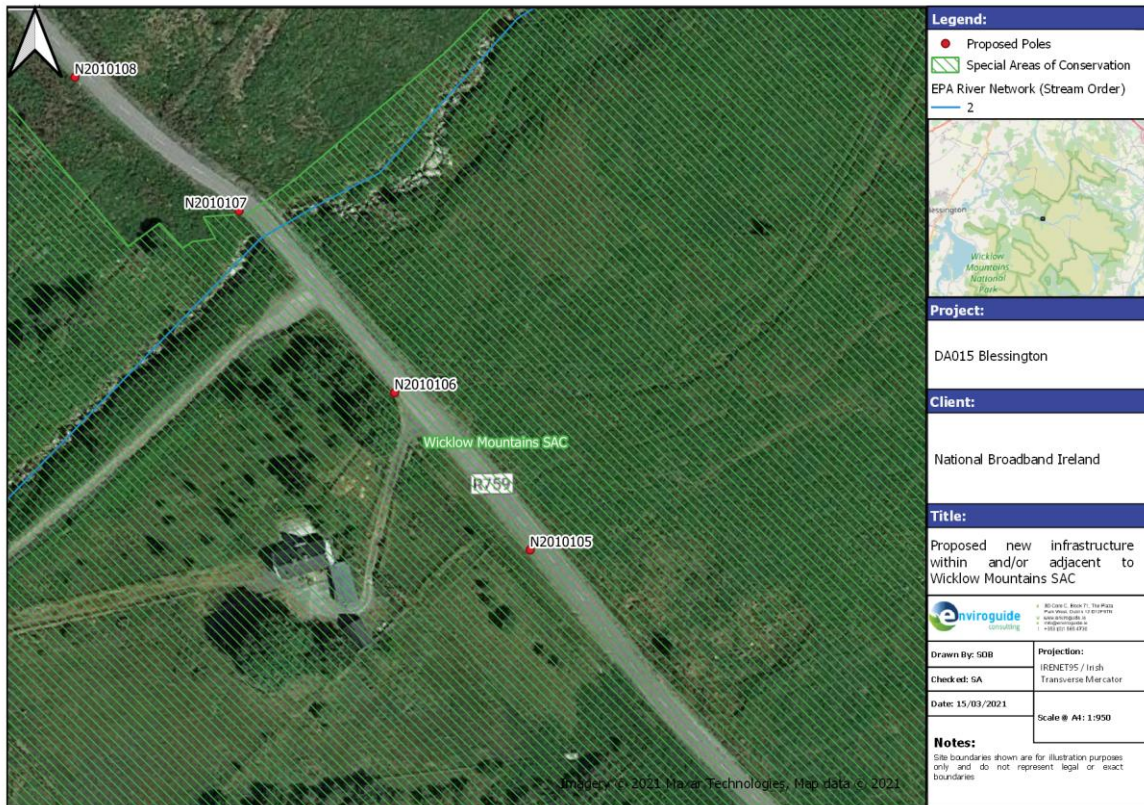 N2010108
N2010107
N2010106
Wicklow Mountains SAC
R759
N2010105
Imagery © 2021 Maxar Technologies, Map data © 2021
Legend:
Proposed Poles
Special Areas of Conservation
EPA River Network (Stream Order)
2
Blessington
Wicklow
Mountains
National
Park
Project:
DA015 Blessington
Client:
National Broadband Ireland
Title:
Proposed new infrastructure
within and/or adjacent to
Wicklow Mountains SAC
enviroguide
consulting
Drawn By: SOB
Checked: SA
Date: 15/03/2021
Projection:
IRENET95 / Irish
Transverse Mercator
Scale @ A4: 1:950
Notes:
Site boundaries shown are for illustration purposes
only and do not represent legal or exact
boundaries